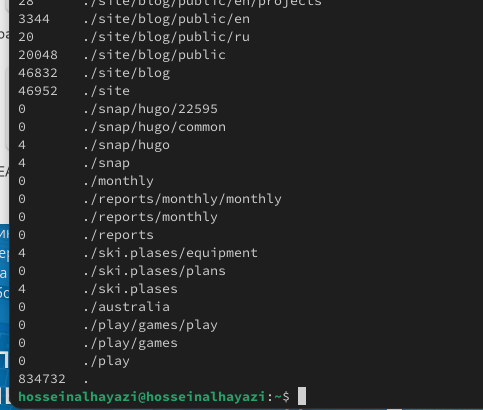 28 ./site/blog/public/en/projects
3344 ./site/blog/public/en
20 ./site/blog/public/ru
20048 ./site/blog/public
46832 ./site/blog
46952 ./site
0 ./snap/hugo/22595
0 ./snap/hugo/common
4 ./snap/hugo
4 ./snap
0 ./monthly
0 ./reports/monthly/monthly
0 ./reports/monthly
0 ./reports
4 ./ski.plases/equipment
0 ./ski.plases/plans
4 ./ski.plases
0 ./australia
0 ./play/games/play
0 ./play/games
0 ./play
834732 .
hosseinalhayazi@hosseinalhayazi:~$